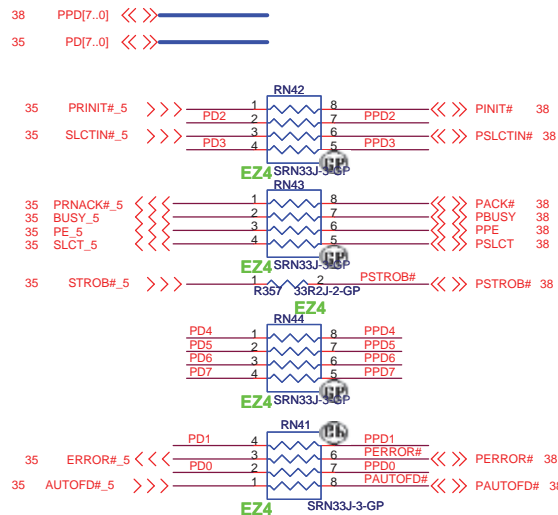 38 PPD[7..0]
35 PD[7..0]
RN42
35 PRINIT#_5 1 8 PINIT# 38
PD2 2 7 PPD2
35 SLCTIN#_5 3 6 PSLCTIN# 38
PD3 4 5 PPD3
GP
EZ4 SRN33J-3-GP
RN43
35 PRNACK#_5 1 8 PACK# 38
35 BUSY_5 2 7 PBUSY 38
35 PE_5 3 6 PPE 38
35 SLCT_5 4 5 PSLCT 38
GP
EZ4 SRN33J-3-GP
35 STROB#_5 1 2 PSTROB# PSTROB# 38
R357 33R2J-2-GP
EZ4
RN44
PD4 1 8 PPD4
PD5 2 7 PPD5
PD6 3 6 PPD6
PD7 4 5 PPD7
GP
EZ4 SRN33J-3-GP
RN41
PD1 4 5 PPD1
35 ERROR#_5 3 6 PERROR# PERROR# 38
PD0 2 7 PPD0
35 AUTOFD#_5 1 8 PAUTOFD# PAUTOFD# 38
EZ4 SRN33J-3-GP